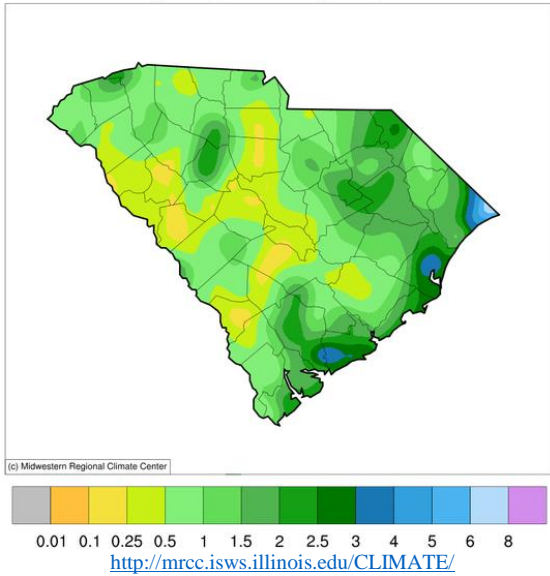 (c) Midwestern Regional Climate Center
0.01 0.1 0.25 0.5 1 1.5 2 2.5 3 4 5 6 8
http://mrcc.isws.illinois.edu/CLIMATE/